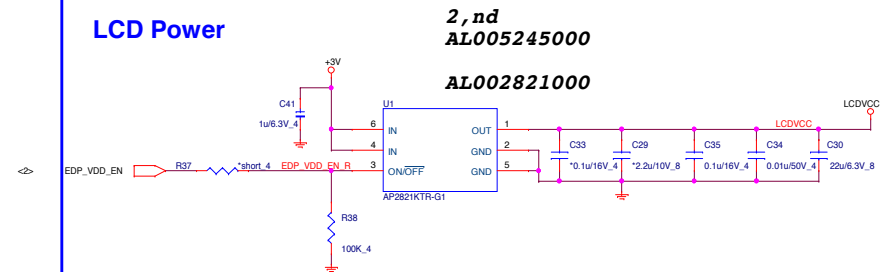 LCD Power
2,nd
AL005245000
AL002821000
+3V
C41
1u/6.3V_4
U1
LCDVCC
6 IN OUT 1
4 IN GND 2
3 ON/OFF GND 5
AP2821KTR-G1
LCDVCC
C33 C29 C35 C34 C30
*0.1u/16V_4 *2.2u/10V_8 0.1u/16V_4 0.01u/50V_4 22u/6.3V_8
<2> EDP_VDD_EN R37 *short_4 EDP_VDD_EN_R
R38
100K_4